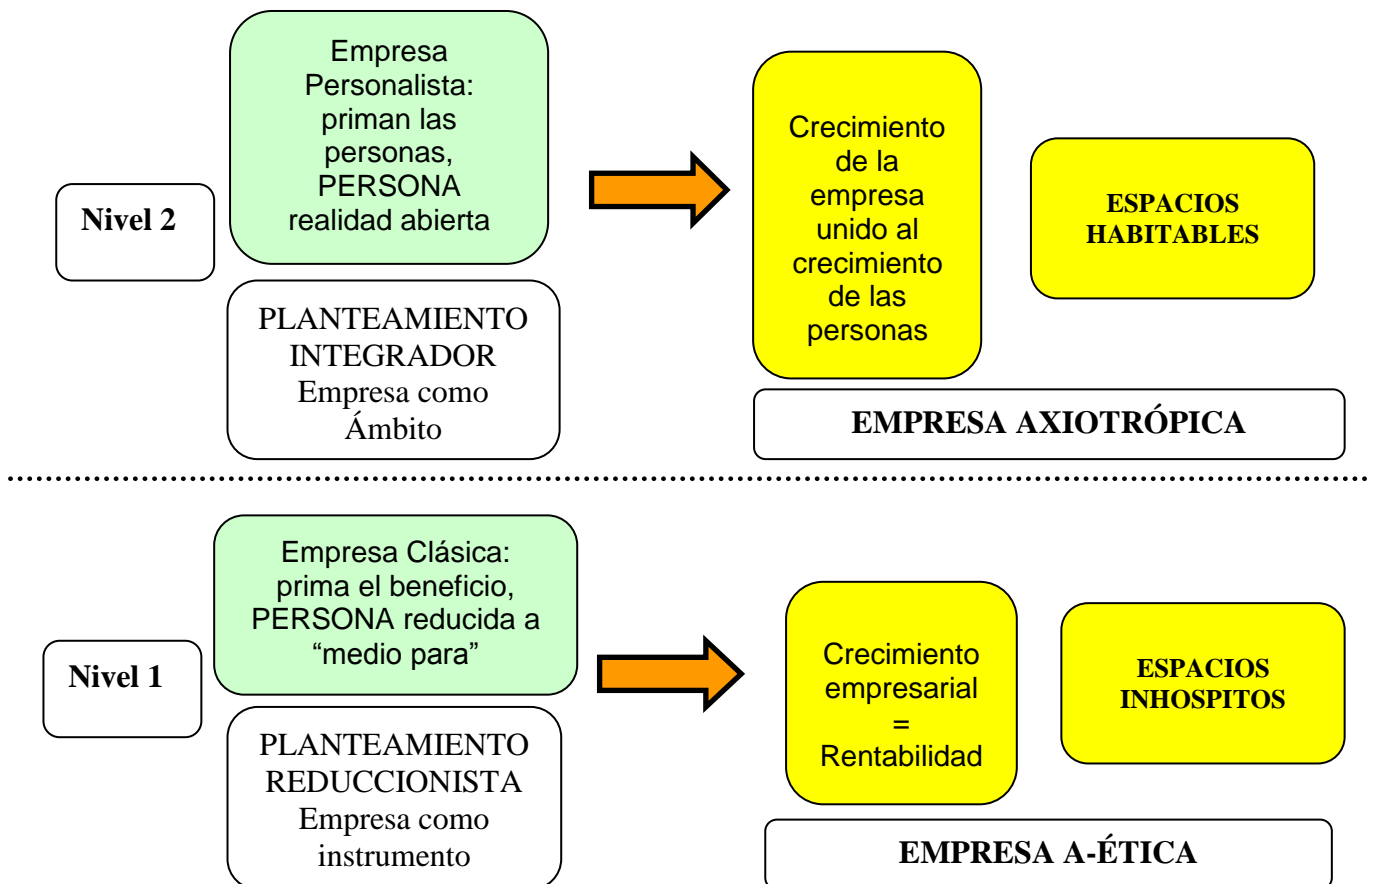 Empresa
Personalista:
priman las
personas,
PERSONA
realidad abierta
Nivel 2
PLANTEAMIENTO
INTEGRADOR
Empresa como
Ámbito
Crecimiento
de la
empresa
unido al
crecimiento
de las
personas
ESPACIOS
HABITABLES
EMPRESA AXIOTRÓPICA
Empresa Clásica:
prima el beneficio,
PERSONA reducida a
“medio para”
Nivel 1
PLANTEAMIENTO
REDUCCIONISTA
Empresa como
instrumento
Crecimiento
empresarial
=
Rentabilidad
ESPACIOS
INHOSPITOS
EMPRESA A-ÉTICA